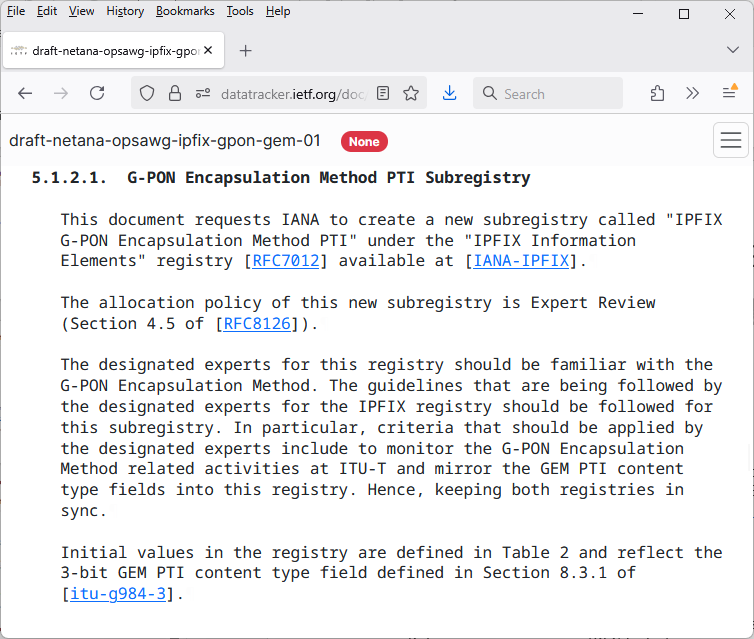 File Edit View History Bookmarks Tools Help
draft-netana-opsawg-ipfix-gpo
datatracker.ietf.org/doc
Search
draft-netana-opsawg-ipfix-gpon-gem-01 None
5.1.2.1. G-PON Encapsulation Method PTI Subregistry
This document requests IANA to create a new subregistry called "IPFIX
G-PON Encapsulation Method PTI" under the "IPFIX Information
Elements" registry [RFC7012] available at [IANA-IPFIX].
The allocation policy of this new subregistry is Expert Review
(Section 4.5 of [RFC8126]).
The designated experts for this registry should be familiar with the
G-PON Encapsulation Method. The guidelines that are being followed by
the designated experts for the IPFIX registry should be followed for
this subregistry. In particular, criteria that should be applied by
the designated experts include to monitor the G-PON Encapsulation
Method related activities at ITU-T and mirror the GEM PTI content
type fields into this registry. Hence, keeping both registries in
sync.
Initial values in the registry are defined in Table 2 and reflect the
3-bit GEM PTI content type field defined in Section 8.3.1 of
[itu-g984-3].